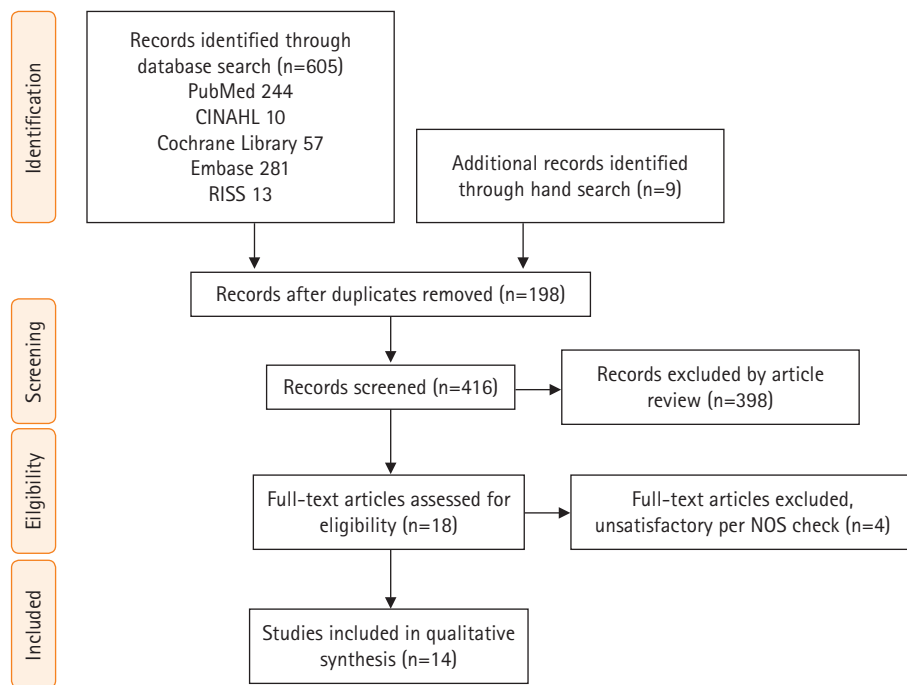 Identification
Records identified through
database search (n=605)
PubMed 244
CINAHL 10
Cochrane Library 57
Embase 281
RISS 13
Additional records identified
through hand search (n=9)
Records after duplicates removed (n=198)
Screening
Records screened (n=416)
Records excluded by article
review (n=398)
Eilgibility
Full-text articles assessed for
eligibility (n=18)
Full-text articles excluded,
unsatisfactory per NOS check (n=4)
Included
Studies included in qualitative
synthesis (n=14)